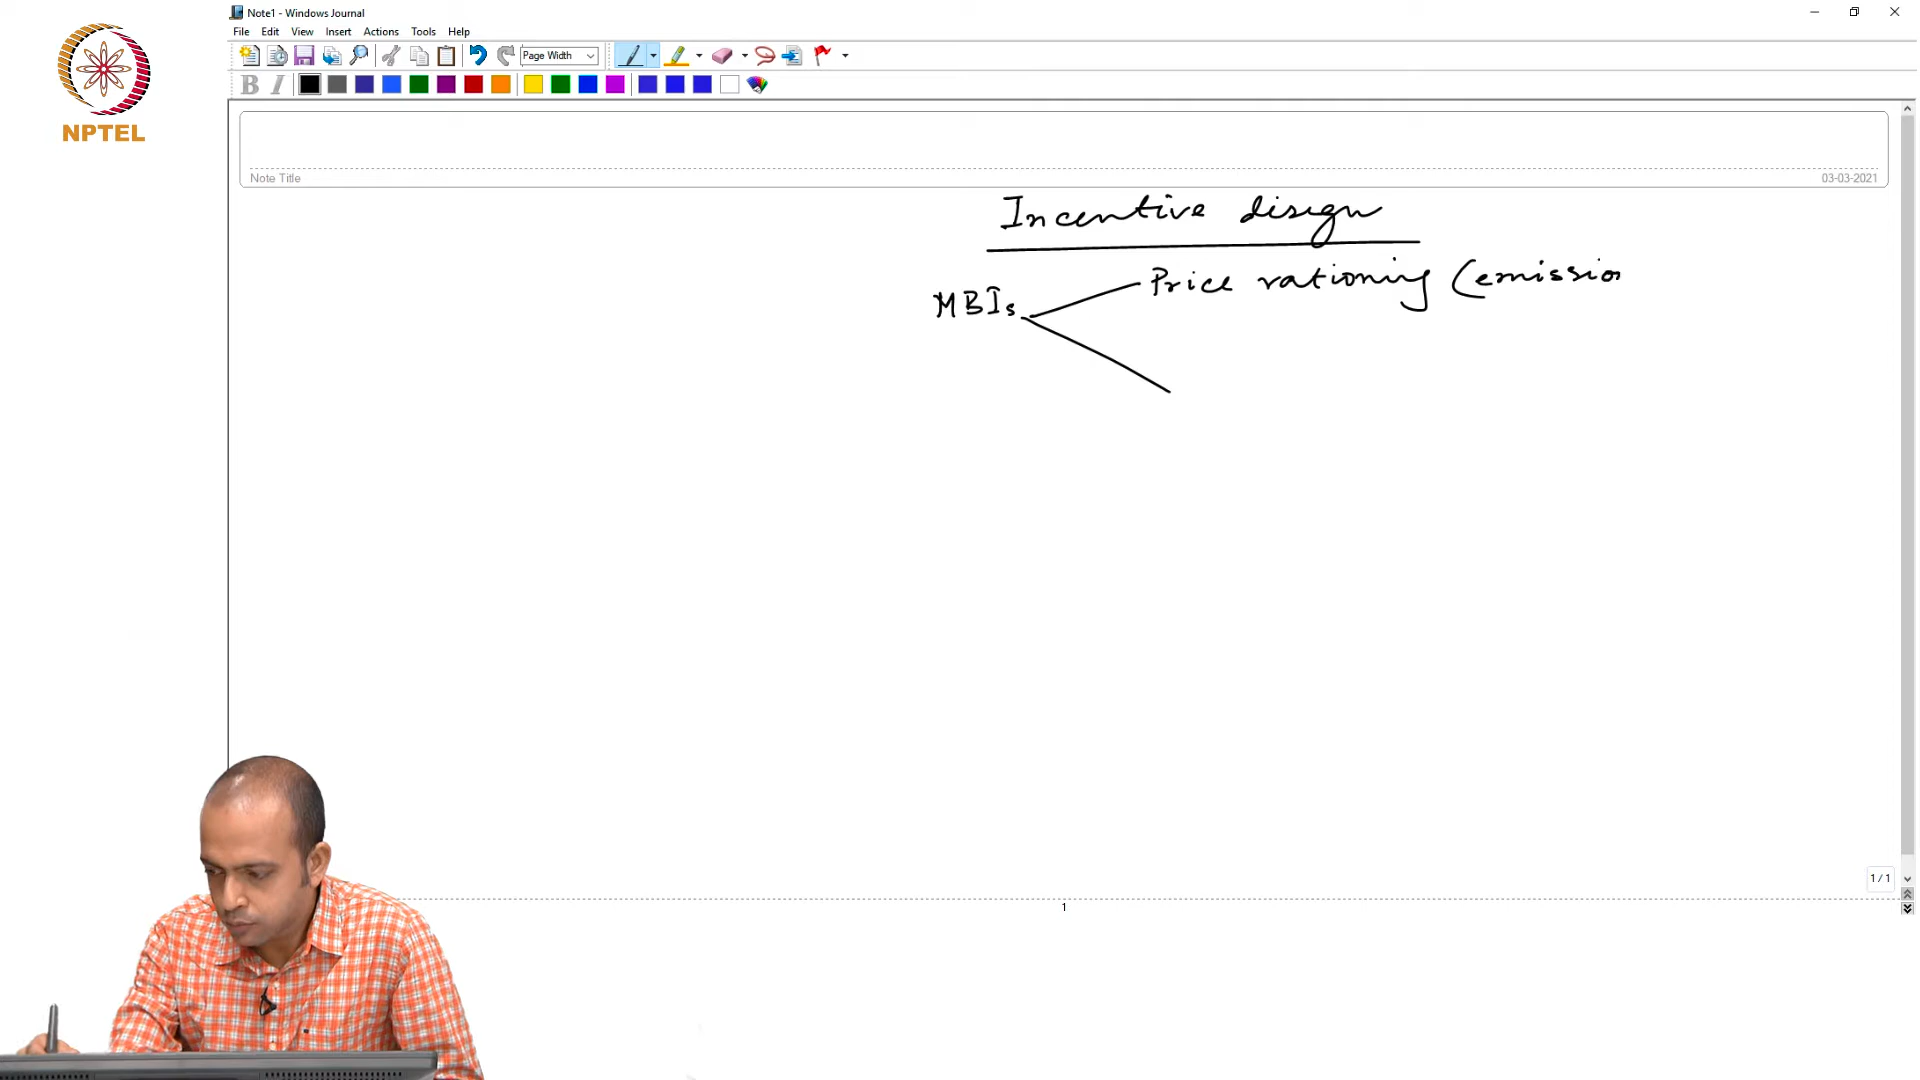 Note1 - Windows Journal
File Edit View Insert Actions Tools Help
Page Width
B I
NPTEL
Note Title
03-03-2021
Incentive disign
MBIs
Price rationing (emission
1 / 1
1